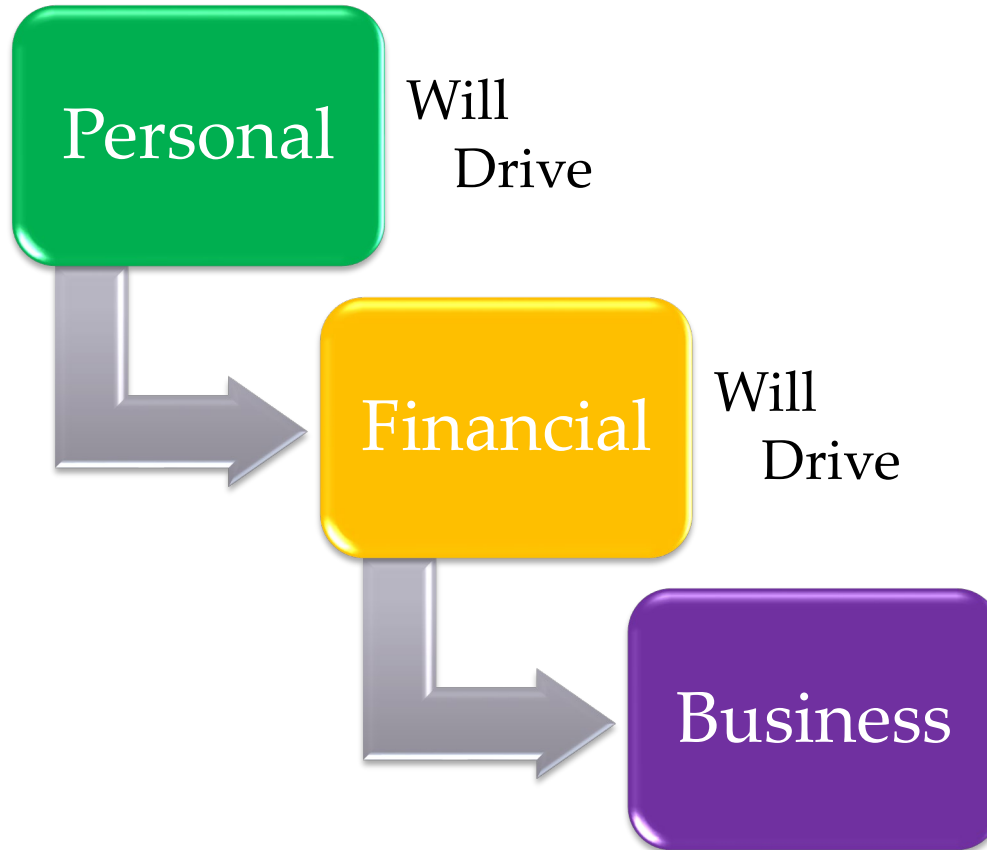 Personal
Will
Drive
Financial
Will
Drive
Business